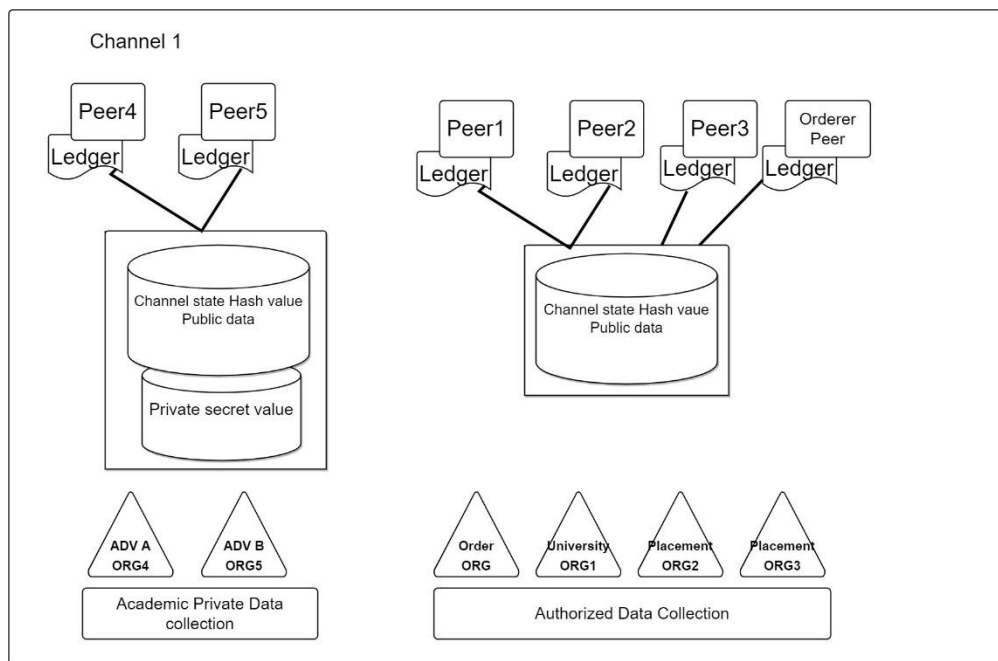 Channel 1
Peer4
Ledger
Peer5
Ledger
Peer1
Ledger
Peer2
Ledger
Peer3
Ledger
Orderer
Peer
Ledger
Channel state Hash value
Public data
Private secret value
Channel state Hash vaue
Public data
ADV A
ORG4
ADV B
ORG5
Academic Private Data
collection
Order
ORG
University
ORG1
Placement
ORG2
Placement
ORG3
Authorized Data Collection